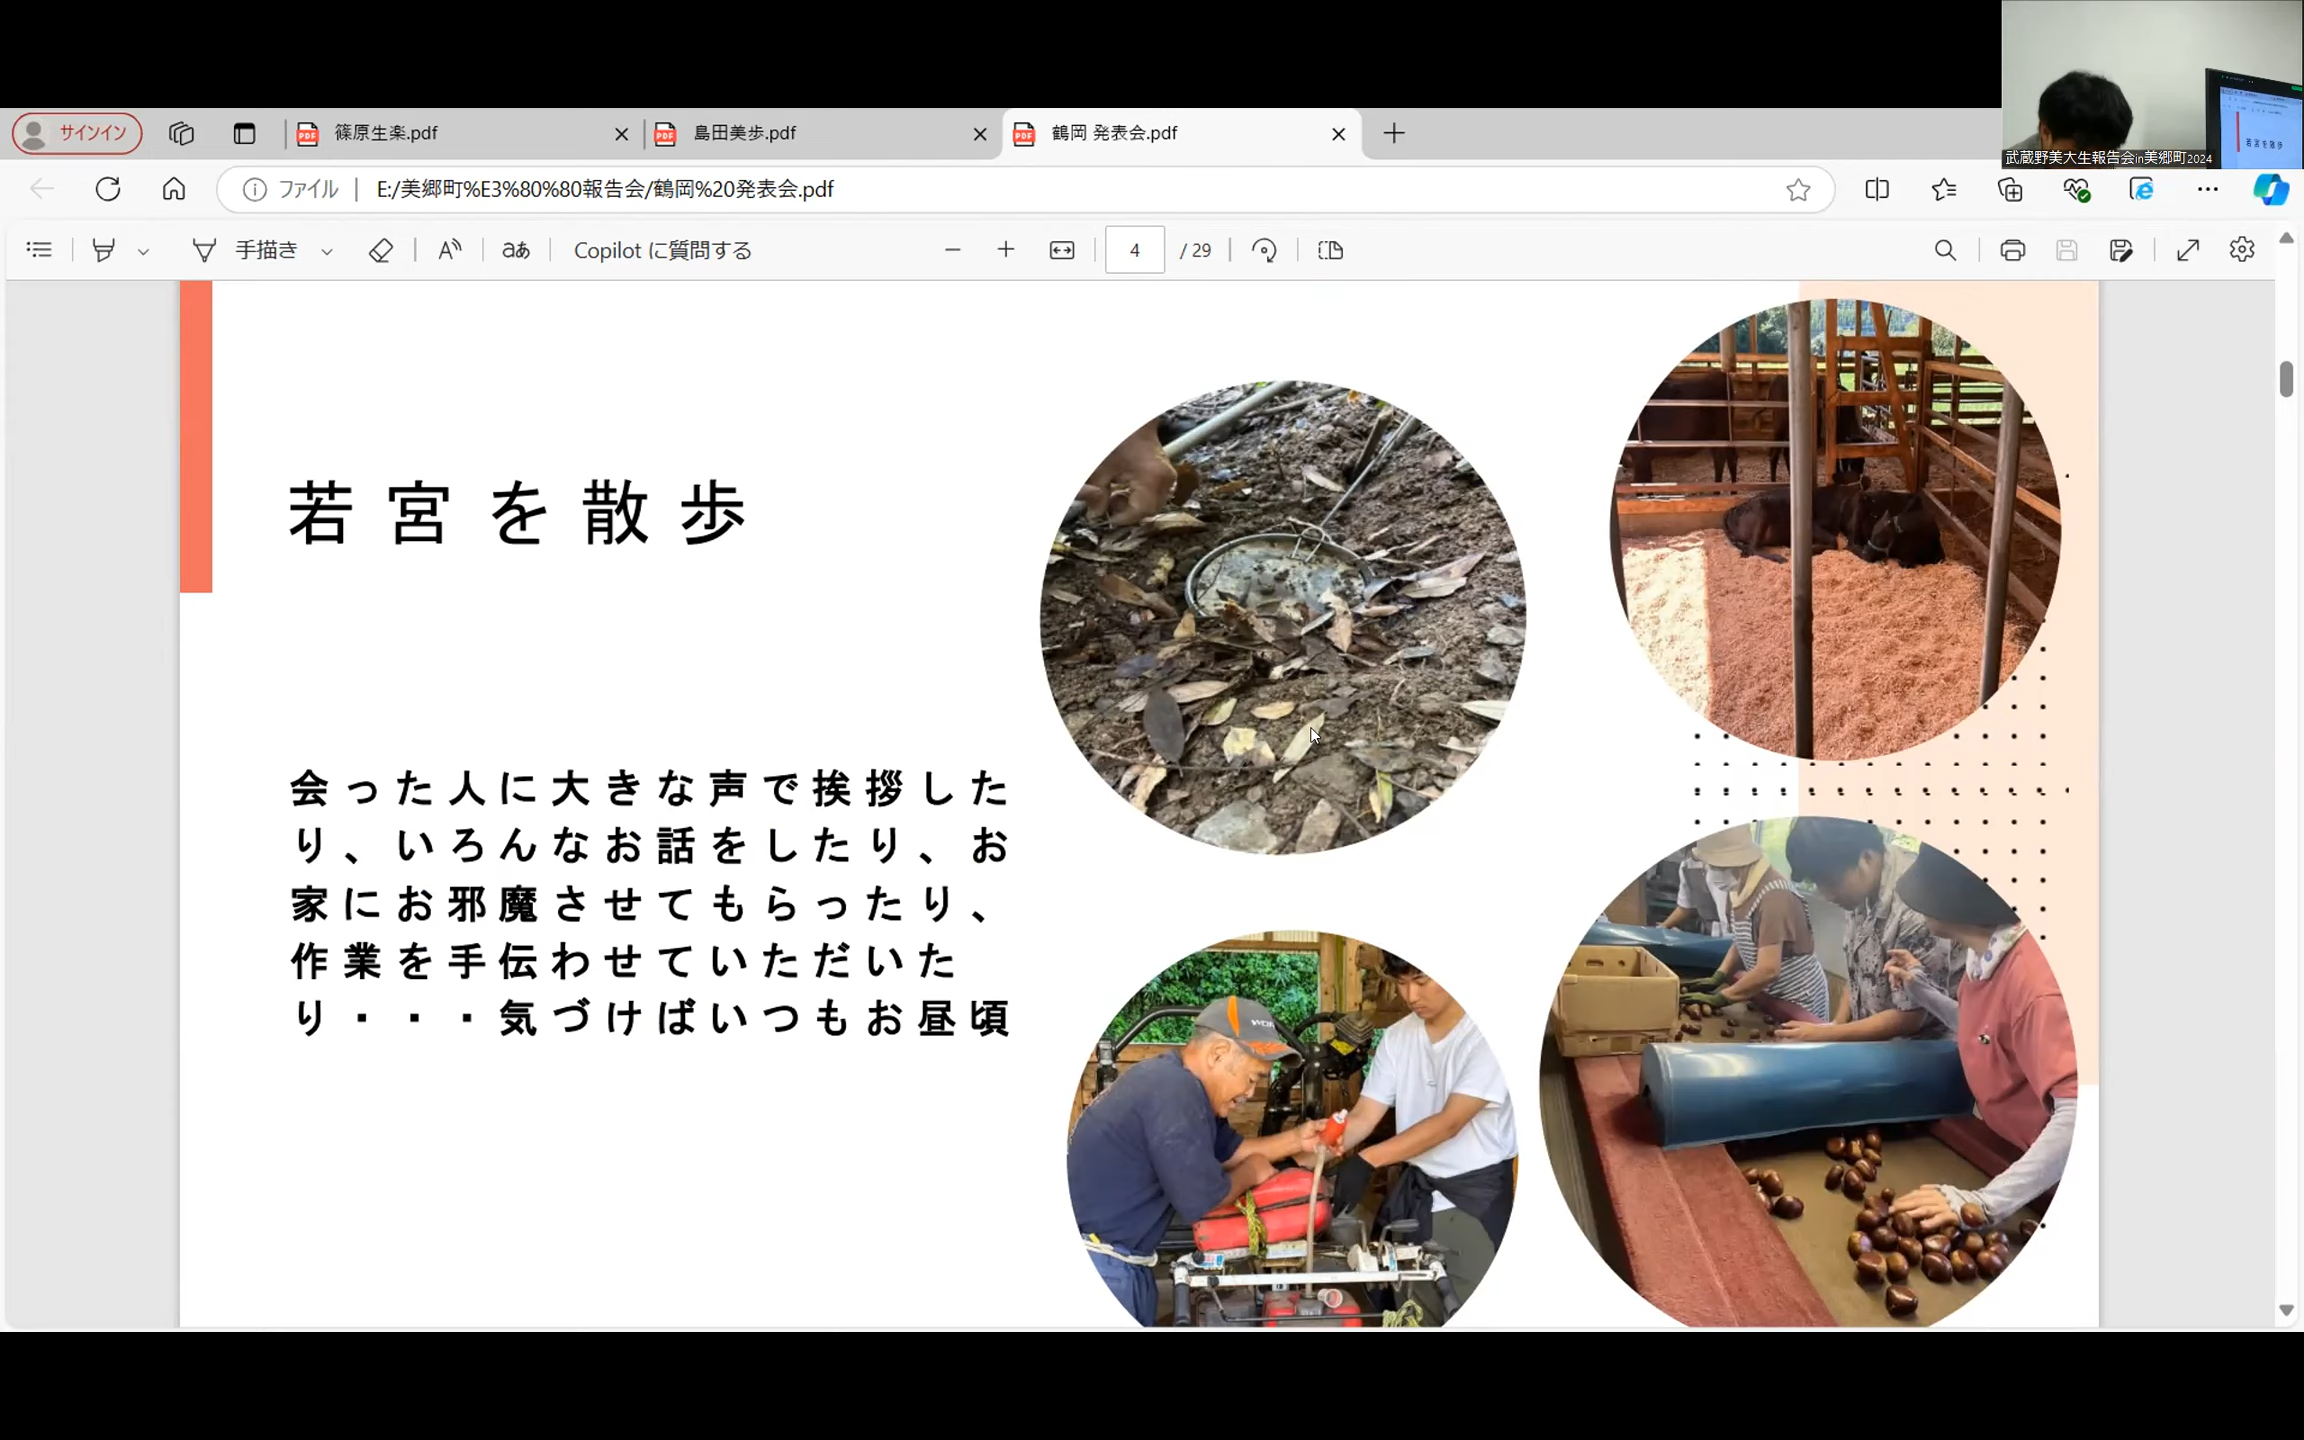 武蔵野美大生報告会in美郷町2024
サインイン
篠原生楽.pdf
島田美歩.pdf
鶴岡 発表会.pdf
ファイル
E:/美郷町%E3%80%80報告会/鶴岡%20発表会.pdf
手描き
A
aあ
Copilot に質問する
4
/ 29
若宮を散歩
若宮を散歩
会った人に大きな声で挨拶した
り、いろんなお話をしたり、お
家にお邪魔させてもらったり、
作業を手伝わせていただいた
り・・・気づけばいつもお昼頃